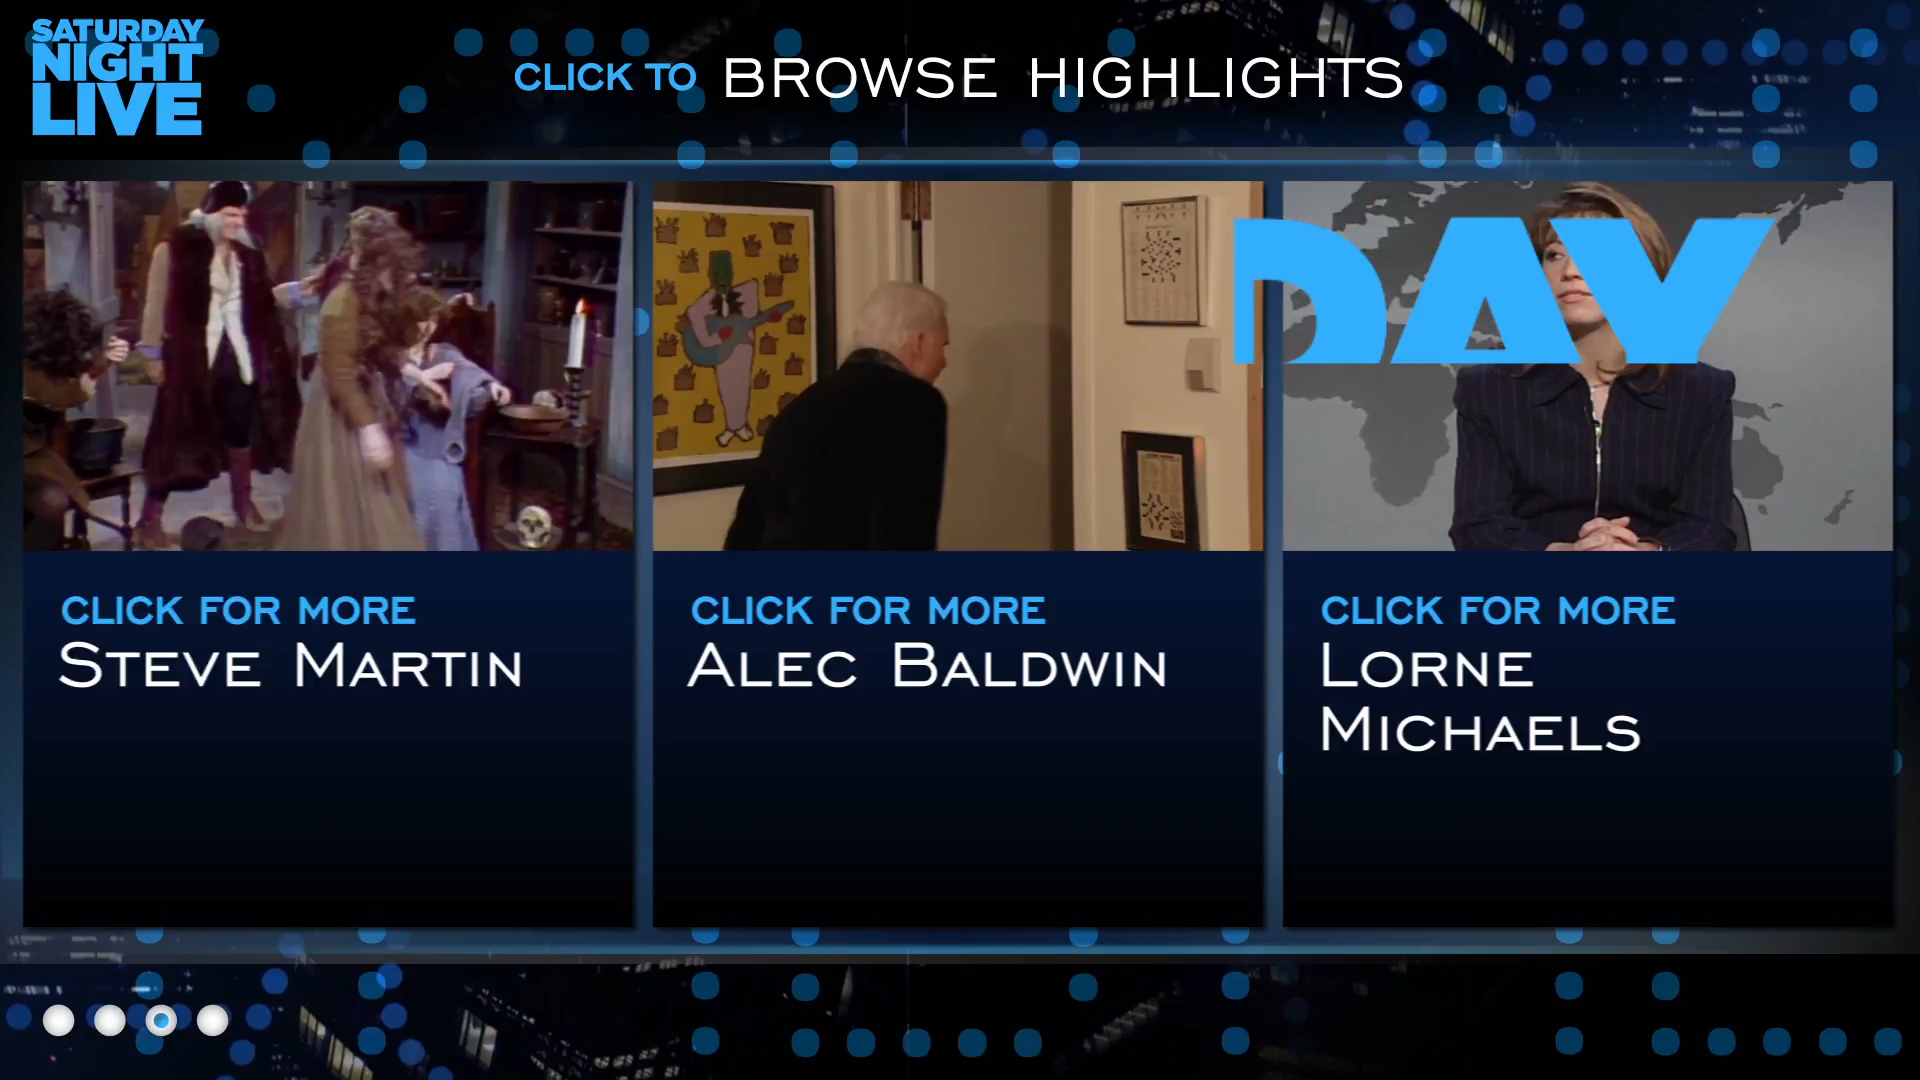 SATURDAY
NIGHT
LIVE
CLICK TO BROWSE HIGHLIGHTS
DAY
CLICK FOR MORE
STEVE MARTIN
CLICK FOR MORE
ALEC BALDWIN
CLICK FOR MORE
LORNE
MICHAELS